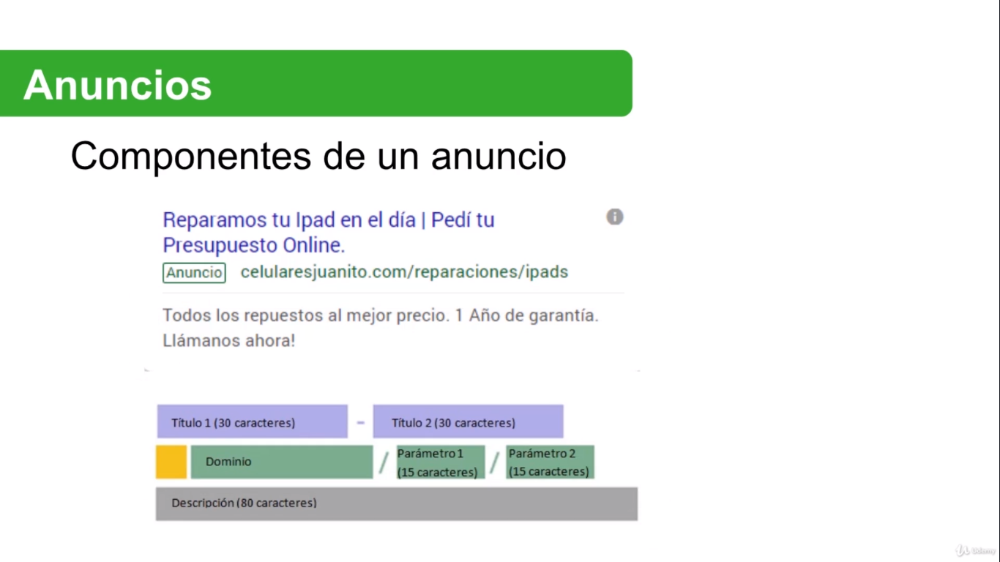 Anuncios
Componentes de un anuncio
Reparamos tu Ipad en el día | Pedí tu
Presupuesto Online.
Anuncio celularesjuanito.com/reparaciones/ipads
Todos los repuestos al mejor precio. 1 Año de garantía.
Llámanos ahora!
Título 1 (30 caracteres) - Título 2 (30 caracteres)
Dominio / Parámetro 1 / Parámetro 2
(15 caracteres) (15 caracteres)
Descripción (80 caracteres)
Udemy